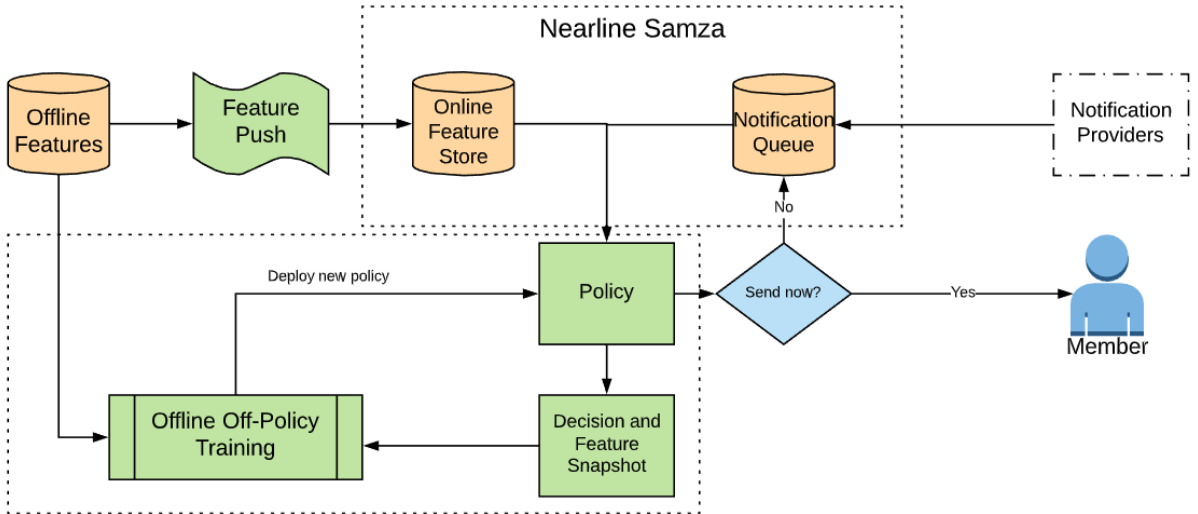 Nearline Samza
Offline
Features
Feature
Push
Online
Feature
Store
Notification
Queue
Notification
Providers
No
Deploy new policy
Policy
Send now?
Yes
Member
Offline Off-Policy
Training
Decision and
Feature
Snapshot